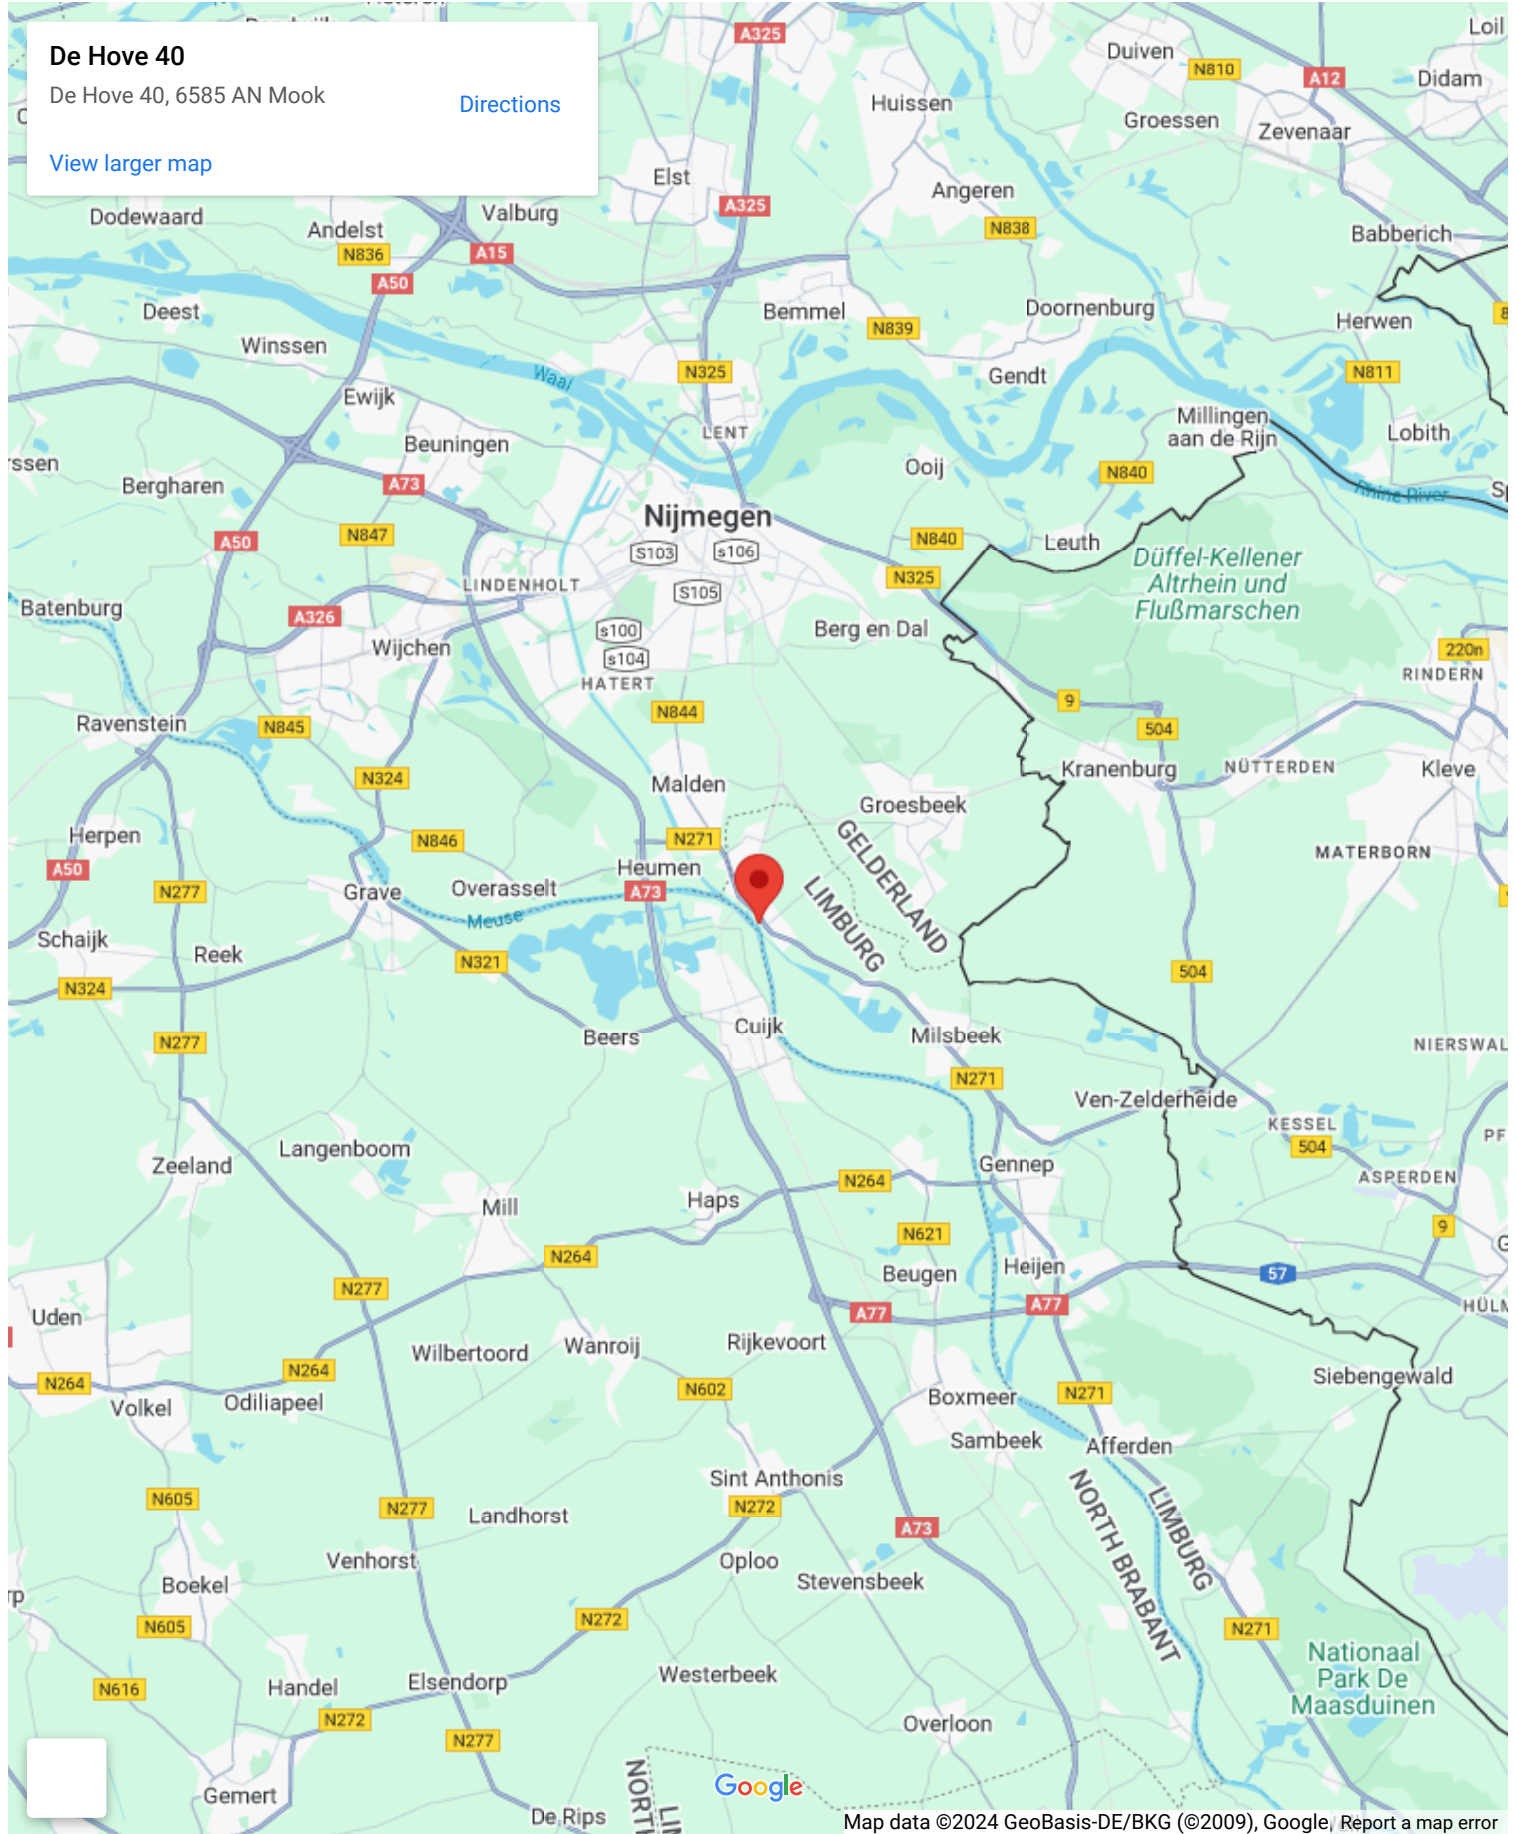 De Hove 40
De Hove 40, 6585 AN Mook
Directions
View larger map
A325
Duiven
N810
A12
Loil
Didam
Huissen
Groessen
Zevenaar
Elst
Angeren
A325
Dodewaard
Andelst
Valburg
N838
Babberich
N836
A15
A50
Deest
Bemmel
Doornenburg
Herwen
N839
Winssen
Waal
N325
Gendt
N811
Ewijk
Millingen
aan de Rijn
Lobith
LENT
Beuningen
Ooij
N840
Bergharen
A73
Rhine River
Nijmegen
N847
A50
S103
s106
N840
Leuth
Düffel-Kellener
Altrhein und
Flußmarschen
N325
LINDENHOLT
S105
Batenburg
A326
s100
Berg en Dal
Wijchen
s104
220n
RINDERN
HATERT
9
N844
Ravenstein
N845
504
N324
Malden
Kranenburg
NÜTTERDEN
Kleve
Groesbeek
Herpen
N846
N271
GELDERLAND
LIMBURG
MATERBORN
A50
Heumen
N277
Grave
Overasselt
A73
Meuse
Schaijk
Reek
N321
504
N324
Cuijk
N277
Beers
Milsbeek
N271
Ven-Zelderheide
KESSEL
504
Langenboom
Zeeland
Gennep
ASPERDEN
N264
Mill
Haps
9
N621
N264
Beugen
Heijen
57
N277
A77
A77
Uden
Wilbertoord
Wanroij
Rijkevoort
N264
Siebengewald
N264
N602
Boxmeer
N271
Volkel
Odiliapeel
Sambeek
Afferden
Sint Anthonis
N605
N277
Landhorst
N272
LIMBURG
NORTH BRABANT
A73
Venhorst
Oploo
Boekel
Stevensbeek
N605
N272
N271
Nationaal
Park De
Maasduinen
Westerbeek
N616
Handel
Elsendorp
N272
Overloon
N277
Google
Gemert
De Rips
Map data ©2024 GeoBasis-DE/BKG (©2009), Google
Report a map error